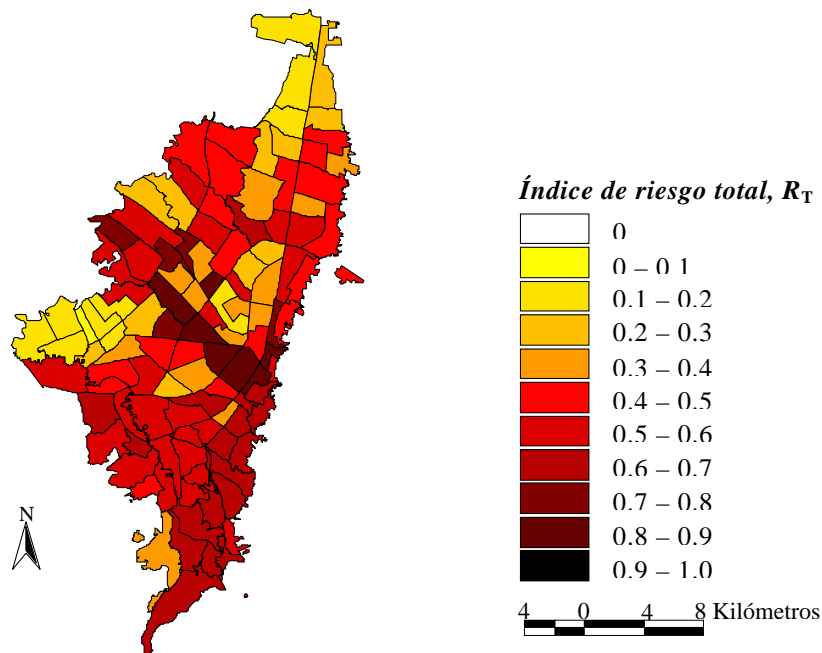 Índice de riesgo total, R_T
0
0 – 0.1
0.1 – 0.2
0.2 – 0.3
0.3 – 0.4
0.4 – 0.5
0.5 – 0.6
0.6 – 0.7
0.7 – 0.8
0.8 – 0.9
0.9 – 1.0
N
4 0 4 8 Kilómetros